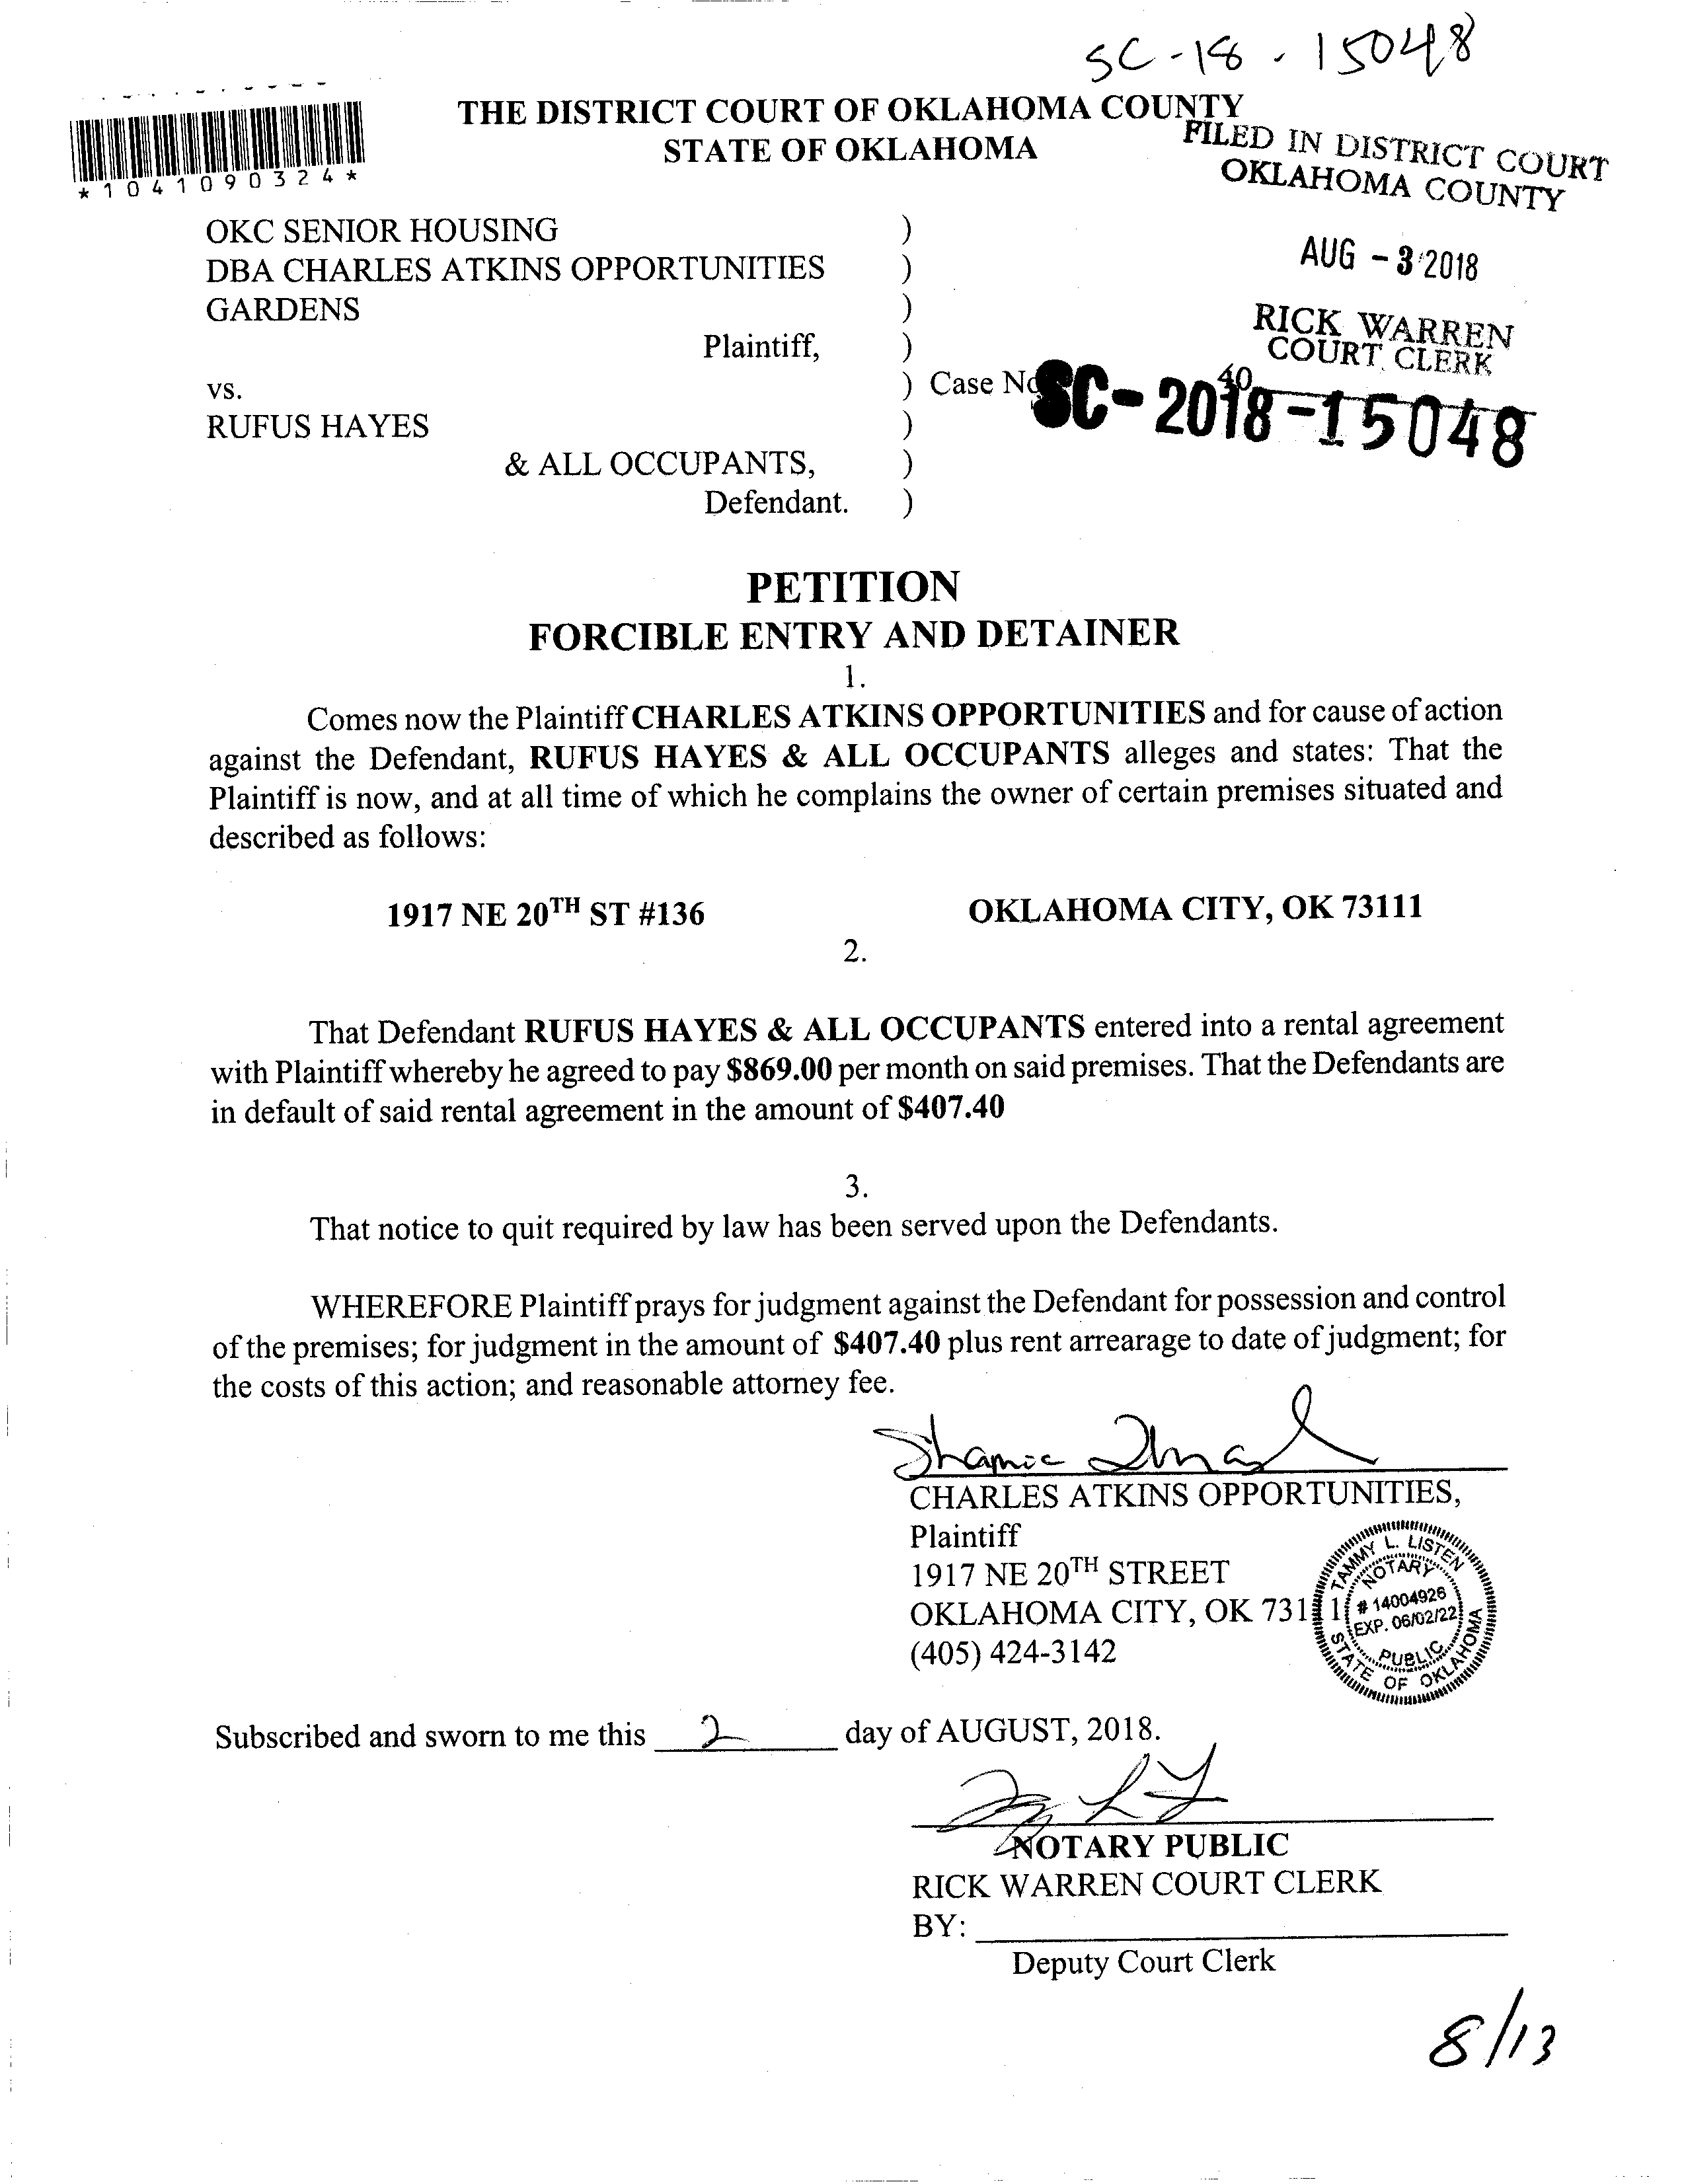 SC-18-15048
THE DISTRICT COURT OF OKLAHOMA COUNTY
STATE OF OKLAHOMA
*1041090324*
FILED IN DISTRICT COURT
OKLAHOMA COUNTY
AUG - 3 2018
RICK WARREN
COURT CLERK
40
OKC SENIOR HOUSING )
DBA CHARLES ATKINS OPPORTUNITIES )
GARDENS )
Plaintiff, )
vs. ) Case No SC-2018-15048
RUFUS HAYES )
& ALL OCCUPANTS, )
Defendant. )
PETITION
FORCIBLE ENTRY AND DETAINER
1.
Comes now the Plaintiff CHARLES ATKINS OPPORTUNITIES and for cause of action
against the Defendant, RUFUS HAYES & ALL OCCUPANTS alleges and states: That the
Plaintiff is now, and at all time of which he complains the owner of certain premises situated and
described as follows:
1917 NE 20TH ST #136 OKLAHOMA CITY, OK 73111
2.
That Defendant RUFUS HAYES & ALL OCCUPANTS entered into a rental agreement
with Plaintiff whereby he agreed to pay $869.00 per month on said premises. That the Defendants are
in default of said rental agreement in the amount of $407.40
3.
That notice to quit required by law has been served upon the Defendants.
WHEREFORE Plaintiff prays for judgment against the Defendant for possession and control
of the premises; for judgment in the amount of $407.40 plus rent arrearage to date of judgment; for
the costs of this action; and reasonable attorney fee.
CHARLES ATKINS OPPORTUNITIES,
Plaintiff
1917 NE 20TH STREET
OKLAHOMA CITY, OK 73111
(405) 424-3142
TAMMY L. LISTEN
NOTARY
# 14004926
EXP. 06/02/22
PUBLIC
STATE OF OKLAHOMA
Subscribed and sworn to me this 2 day of AUGUST, 2018.
NOTARY PUBLIC
RICK WARREN COURT CLERK
BY:
Deputy Court Clerk
8/13